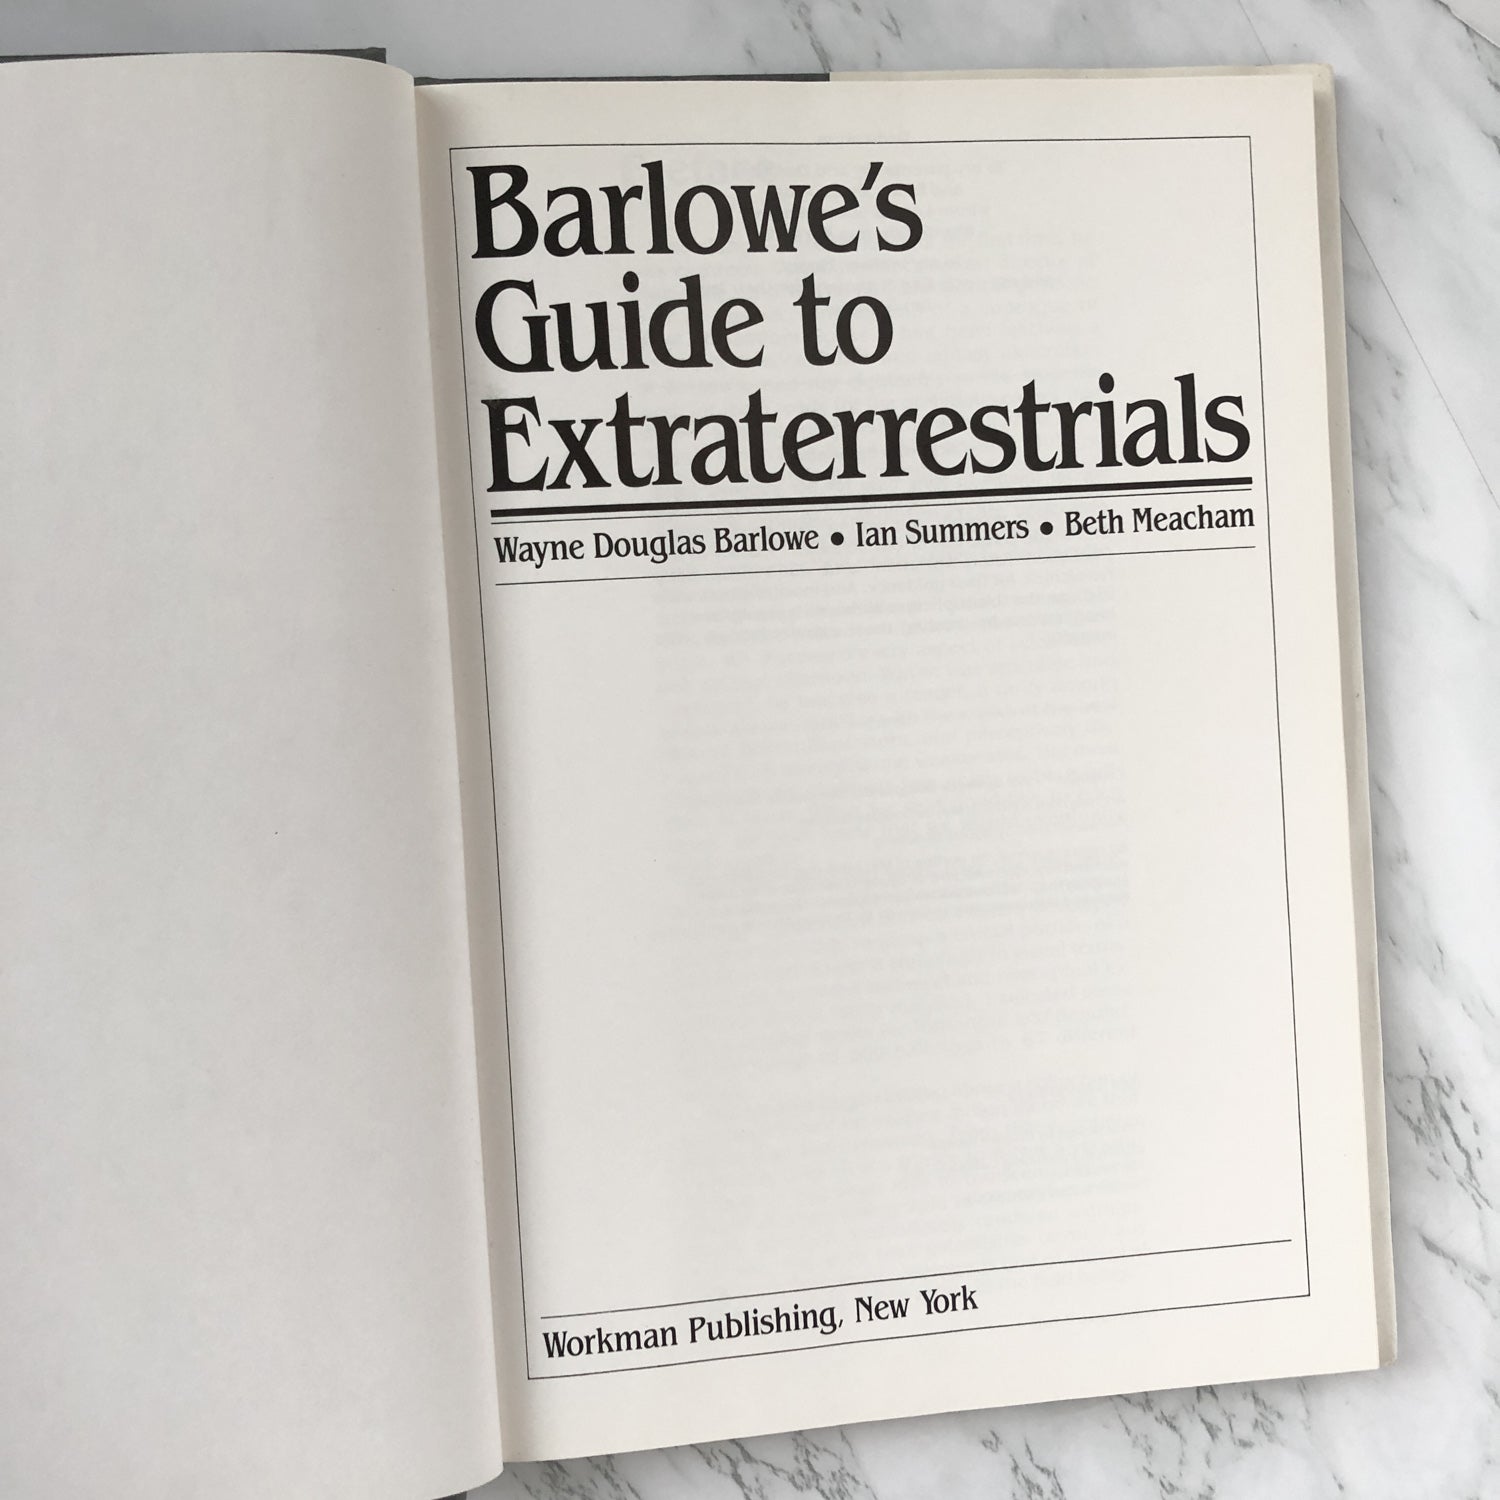 Barlowe's
Guide to
Extraterrestrials
Wayne Douglas Barlowe • Ian Summers • Beth Meacham
Workman Publishing, New York